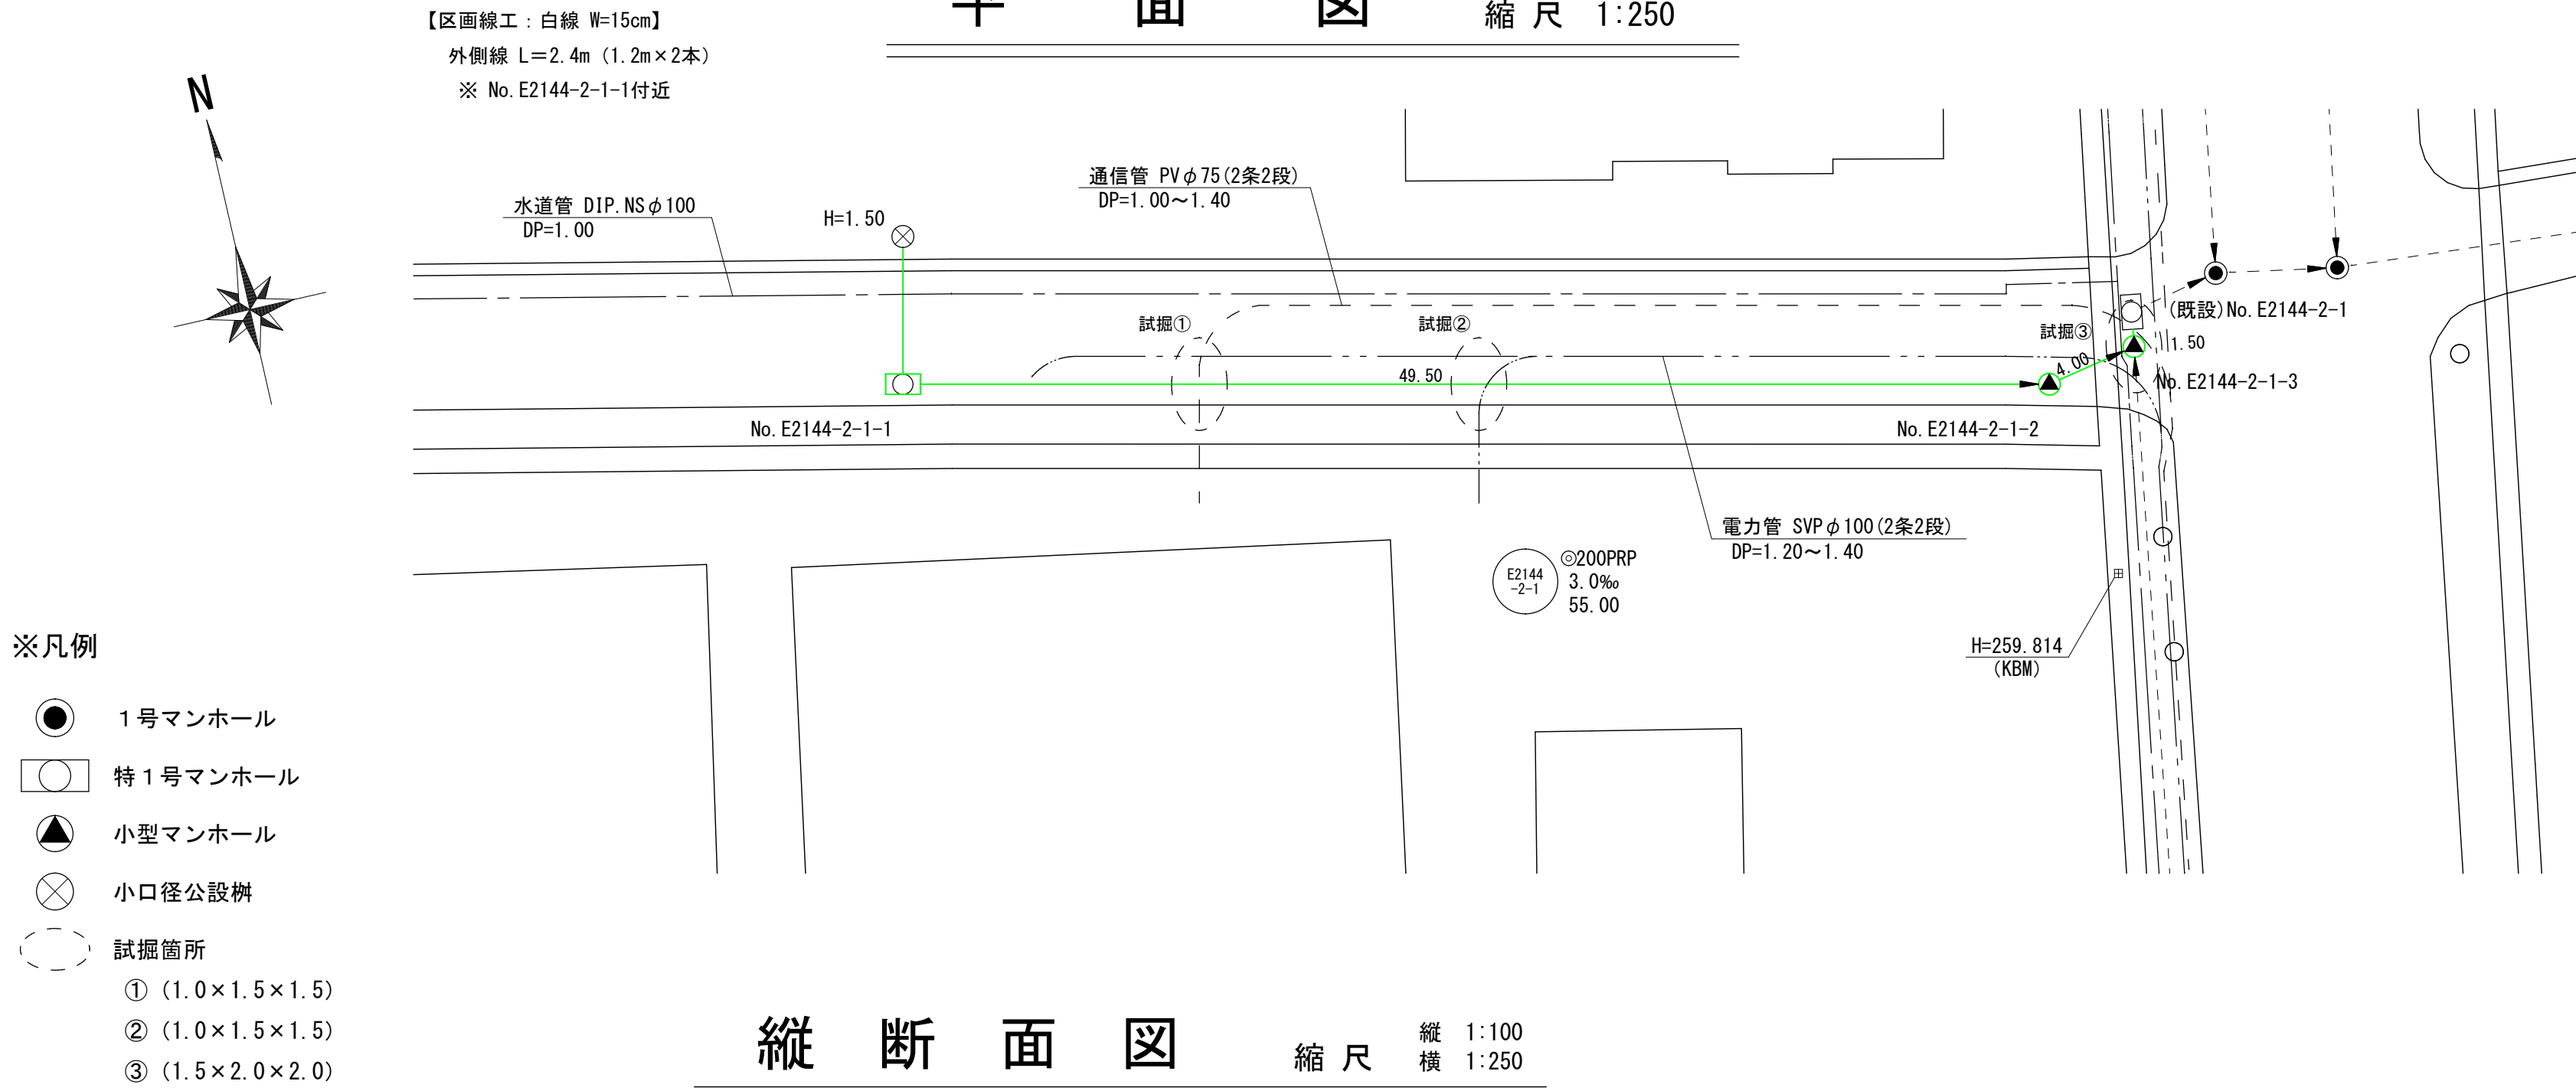 平面図 縮尺 1:250
【区画線工：白線 W=15cm】
外側線 L＝2.4m（1.2m×2本）
※ No.E2144-2-1-1付近
N
通信管 PVφ75(2条2段)
DP=1.00～1.40
水道管 DIP.NSφ100
DP=1.00
H=1.50
試掘①
試掘②
試掘③
(既設)No.E2144-2-1
1.50
4.00
49.50
No.E2144-2-1-3
No.E2144-2-1-1
No.E2144-2-1-2
電力管 SVPφ100(2条2段)
DP=1.20～1.40
E2144
-2-1
◎200PRP
3.0‰
55.00
H=259.814
(KBM)
※凡例
１号マンホール
特１号マンホール
小型マンホール
小口径公設桝
試掘箇所
① (1.0×1.5×1.5)
② (1.0×1.5×1.5)
③ (1.5×2.0×2.0)
縦断面図 縮尺
縦 1:100
横 1:250